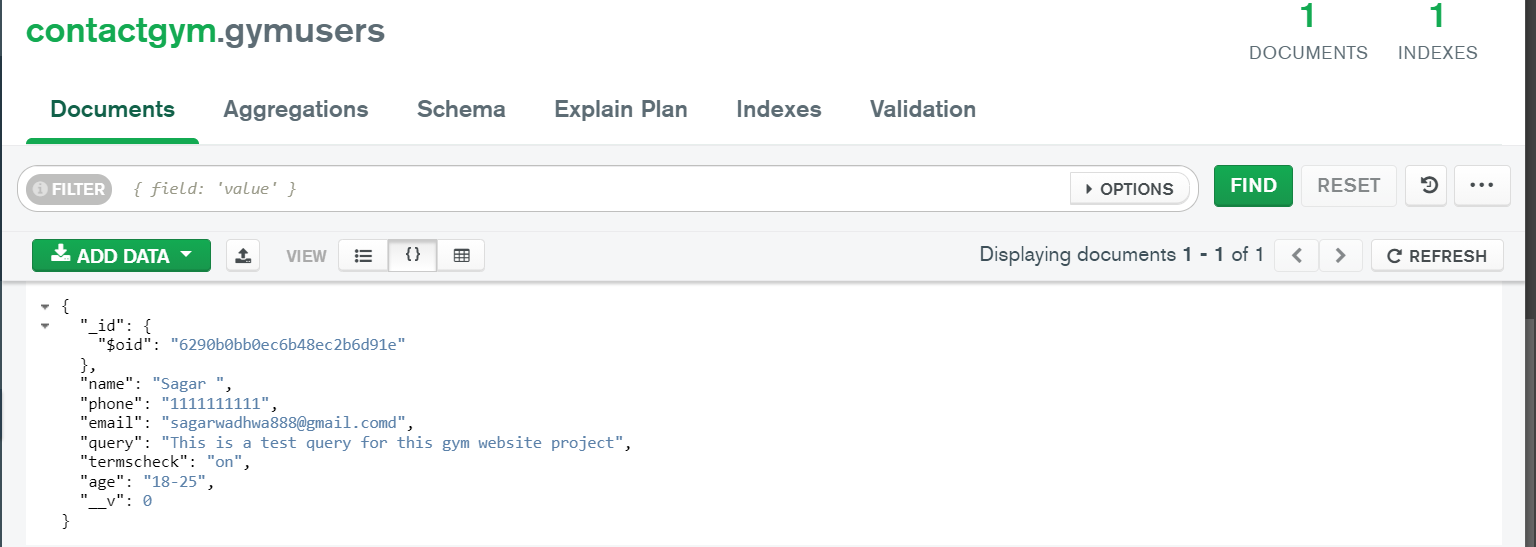 contactgym.gymusers
1
DOCUMENTS
1
INDEXES
Documents Aggregations Schema Explain Plan Indexes Validation
FILTER { field: 'value' } OPTIONS FIND RESET ...
ADD DATA VIEW {} Displaying documents 1 - 1 of 1 < > REFRESH
{
"_id": {
"$oid": "6290b0bb0ec6b48ec2b6d91e"
},
"name": "Sagar ",
"phone": "1111111111",
"email": "sagarwadhwa888@gmail.comd",
"query": "This is a test query for this gym website project",
"termscheck": "on",
"age": "18-25",
"__v": 0
}